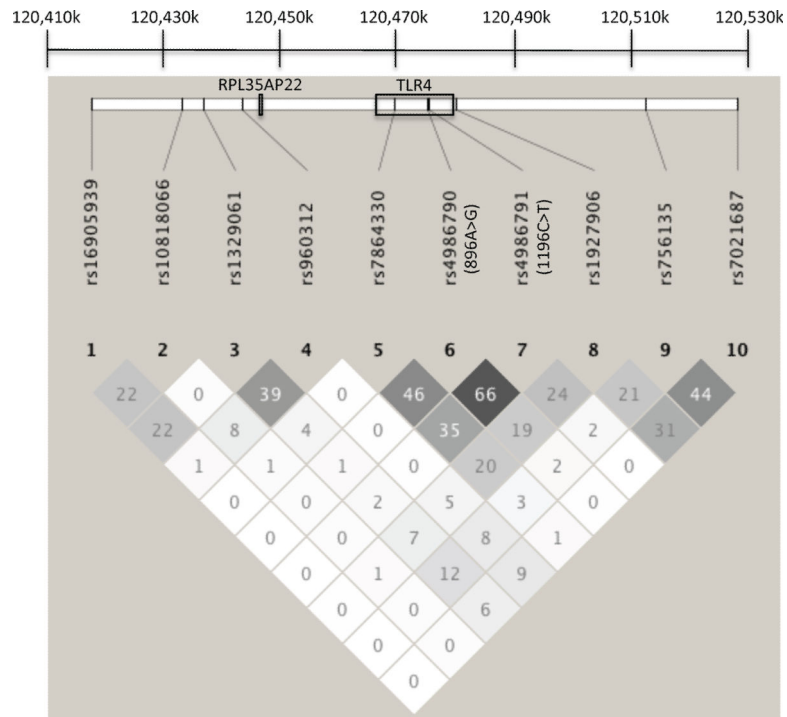 120,410k 120,430k 120,450k 120,470k 120,490k 120,510k 120,530k
RPL35AP22 TLR4
rs16905939
rs10818066
rs1329061
rs960312
rs7864330
rs4986790
(896A>G)
rs4986791
(1196C>T)
rs1927906
rs756135
rs7021687
1 2 3 4 5 6 7 8 9 10
22 0 39 0 46 66 24 21 44
22 8 4 0 35 19 2 31
1 1 1 0 20 2 0
0 0 2 5 3 0
0 0 7 8 1
0 1 12 9
0 0 6
0 0
0